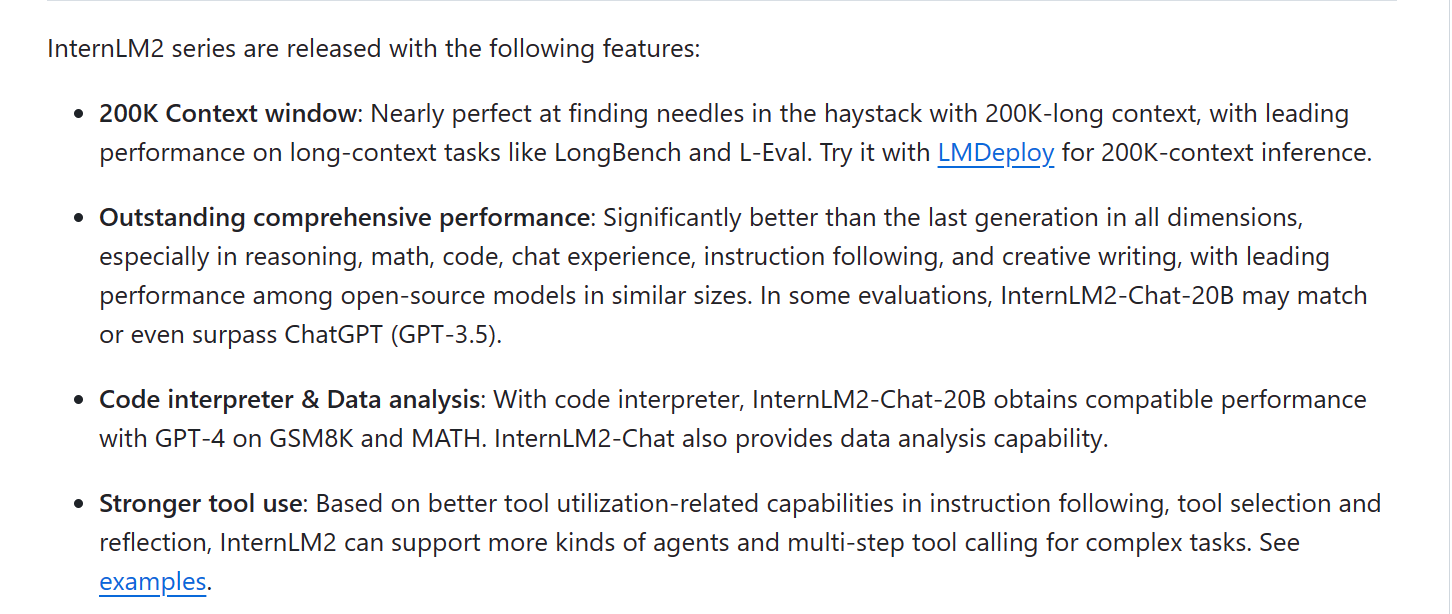 InternLM2 series are released with the following features:
• 200K Context window: Nearly perfect at finding needles in the haystack with 200K-long context, with leading
performance on long-context tasks like LongBench and L-Eval. Try it with LMDeploy for 200K-context inference.
• Outstanding comprehensive performance: Significantly better than the last generation in all dimensions,
especially in reasoning, math, code, chat experience, instruction following, and creative writing, with leading
performance among open-source models in similar sizes. In some evaluations, InternLM2-Chat-20B may match
or even surpass ChatGPT (GPT-3.5).
• Code interpreter & Data analysis: With code interpreter, InternLM2-Chat-20B obtains compatible performance
with GPT-4 on GSM8K and MATH. InternLM2-Chat also provides data analysis capability.
• Stronger tool use: Based on better tool utilization-related capabilities in instruction following, tool selection and
reflection, InternLM2 can support more kinds of agents and multi-step tool calling for complex tasks. See
examples.